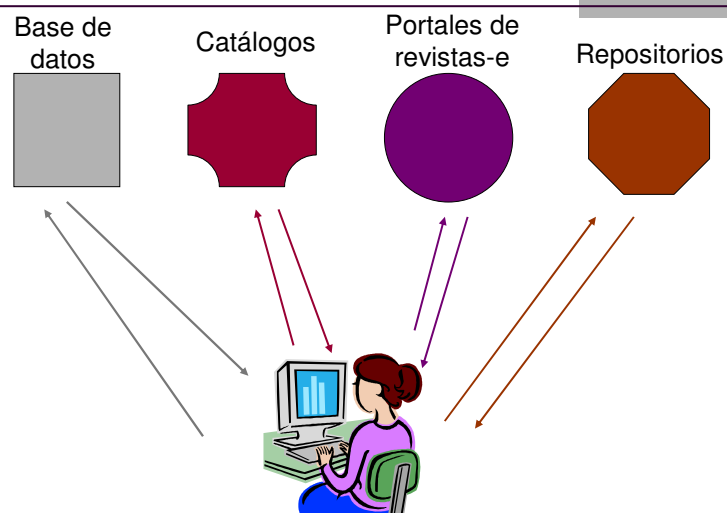 Base de
datos
Catálogos
Portales de
revistas-e
Repositorios